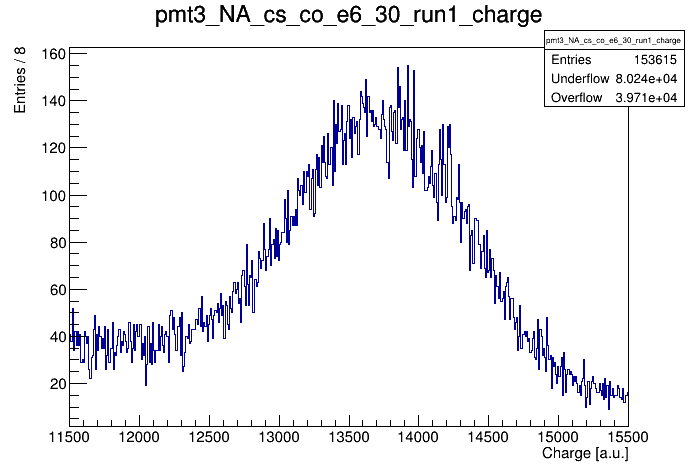 pmt3_NA_cs_co_e6_30_run1_charge
pmt3_NA_cs_co_e6_30_run1_charge
Entries 153615
Underflow 8.024e+04
Overflow 3.971e+04
Entries / 8
160
140
120
100
80
60
40
20
11500 12000 12500 13000 13500 14000 14500 15000 15500
Charge [a.u.]